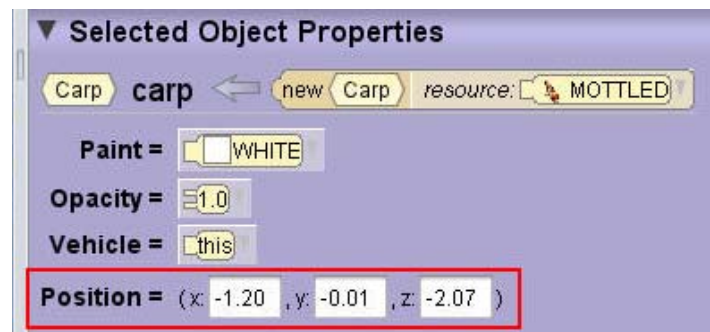 ▼ Selected Object Properties
Carp carp new Carp resource: MOTTLED
Paint = WHITE
Opacity = 1.0
Vehicle = this
Position = (x: -1.20 , y: -0.01 , z: -2.07 )